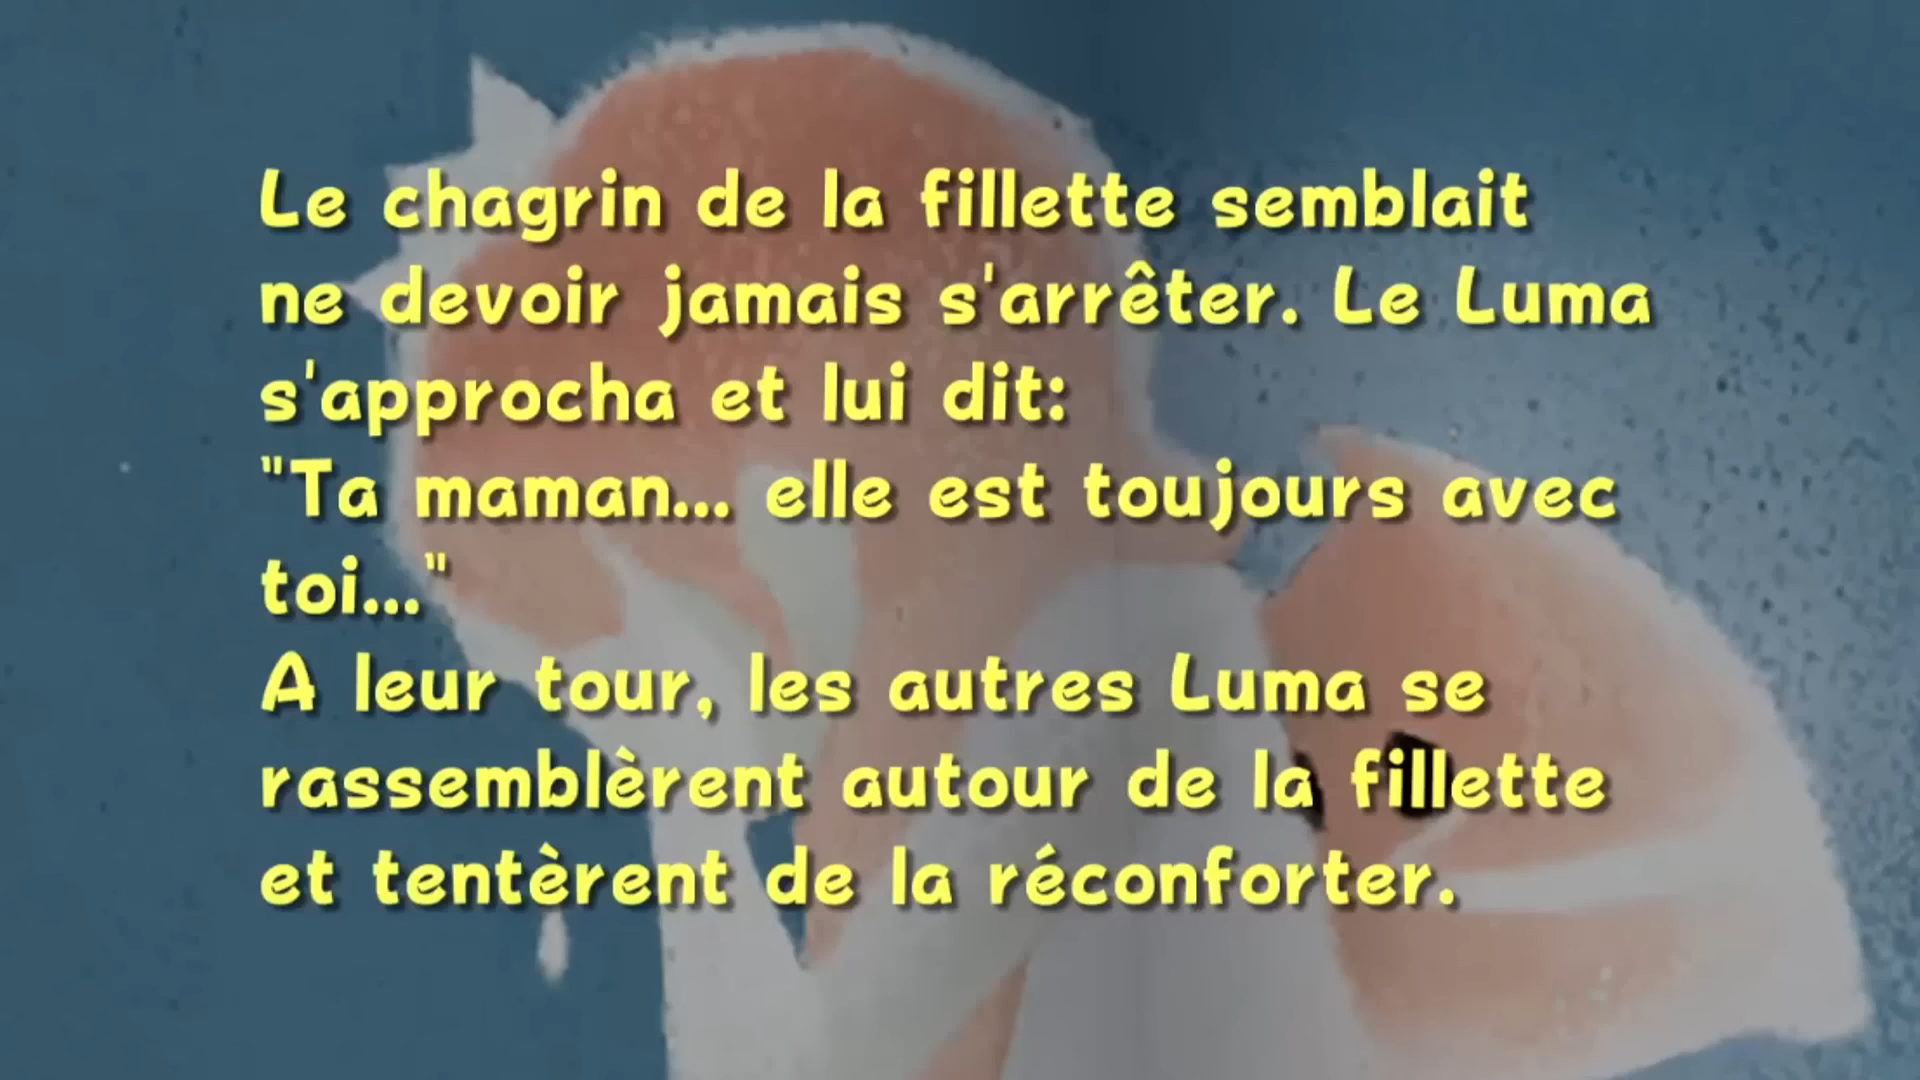 Le chagrin de la fillette semblait
ne devoir jamais s'arrêter. Le Luma
s'approcha et lui dit:
"Ta maman... elle est toujours avec
toi..."
A leur tour, les autres Luma se
rassemblèrent autour de la fillette
et tentèrent de la réconforter.